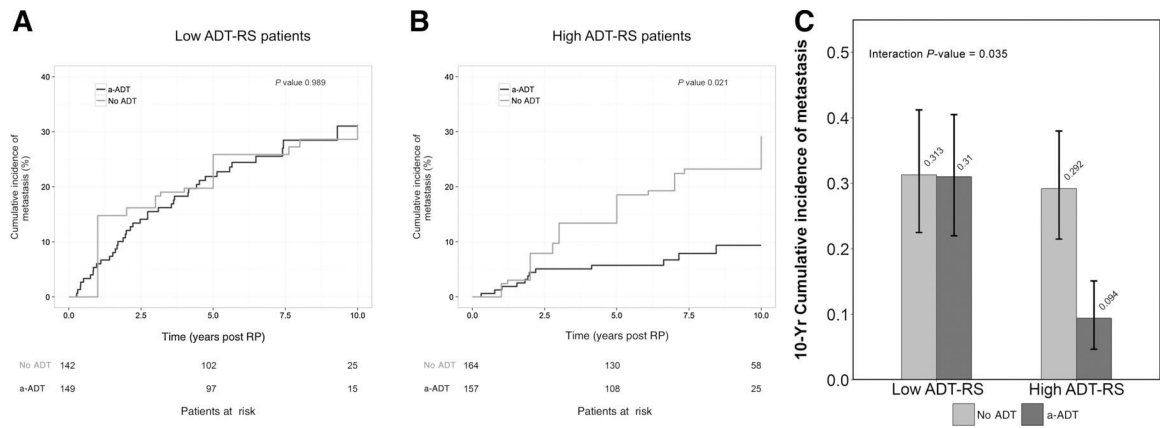 A
Low ADT-RS patients
40
30
20
10
0
Cumulative incidence of
metastasis (%)
a-ADT
No ADT
P value 0.989
0.0
2.5
5.0
7.5
10.0
Time (years post RP)
No ADT 142 102 25
a-ADT 149 97 15
Patients at risk
B
High ADT-RS patients
40
30
20
10
0
Cumulative incidence of
metastasis (%)
a-ADT
No ADT
P value 0.021
0.0
2.5
5.0
7.5
10.0
Time (years post RP)
No ADT 164 130 58
a-ADT 157 108 25
Patients at risk
C
10-Yr Cumulative incidence of metastasis
0.5
0.4
0.3
0.2
0.1
0.0
Interaction P-value = 0.035
0.313
0.31
0.292
0.094
Low ADT-RS High ADT-RS
No ADT a-ADT